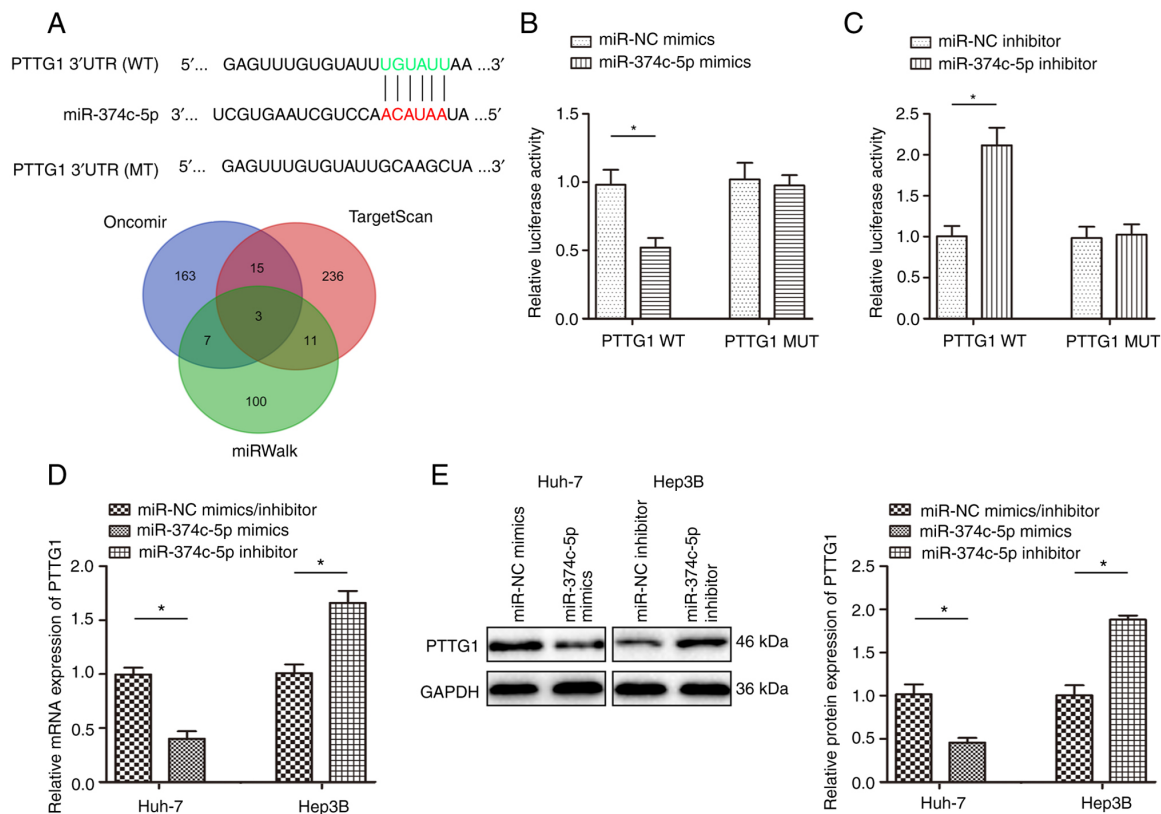 A
PTTG1 3′UTR (WT) 5′... GAGUUUGUGUAUUUGUAUUAA ...3′
miR-374c-5p 3′... UCGUGAAUCGUCCAACAUAAUA ...5′
PTTG1 3′UTR (MT) 5′... GAGUUUGUGUAUUGCAAGCUA ...3′
Oncomir
TargetScan
163
15
236
3
7
11
100
miRWalk
B
miR-NC mimics
miR-374c-5p mimics
*
Relative luciferase activity
1.5
1.0
0.5
0.0
PTTG1 WT PTTG1 MUT
C
miR-NC inhibitor
miR-374c-5p inhibitor
*
Relative luciferase activity
2.5
2.0
1.5
1.0
0.5
0.0
PTTG1 WT PTTG1 MUT
D
miR-NC mimics/inhibitor
miR-374c-5p mimics
miR-374c-5p inhibitor
*
*
Relative mRNA expression of PTTG1
2.0
1.5
1.0
0.5
0.0
Huh-7 Hep3B
E
Huh-7 Hep3B
miR-NC mimics
miR-374c-5p
mimics
miR-NC inhibitor
miR-374c-5p
inhibitor
PTTG1 46 kDa
GAPDH 36 kDa
miR-NC mimics/inhibitor
miR-374c-5p mimics
miR-374c-5p inhibitor
*
*
Relative protein expression of PTTG1
2.5
2.0
1.5
1.0
0.5
0.0
Huh-7 Hep3B